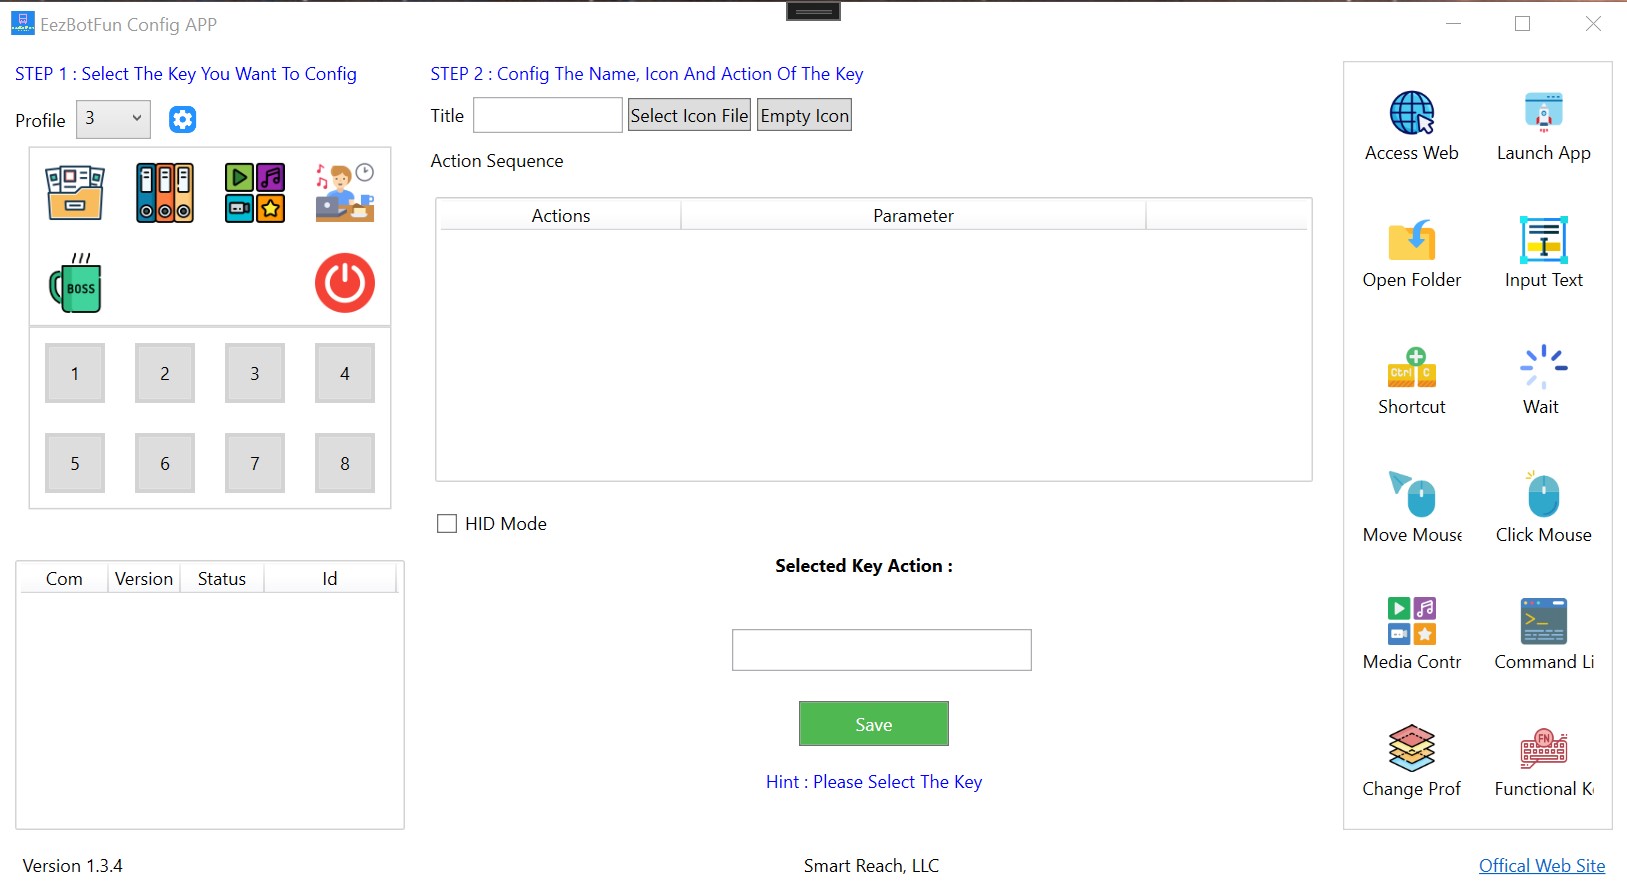 EezBotFun Config APP
STEP 1 : Select The Key You Want To Config
Profile 3
BOSS
1 2 3 4
5 6 7 8
Com Version Status Id
Version 1.3.4
STEP 2 : Config The Name, Icon And Action Of The Key
Title Select Icon File Empty Icon
Action Sequence
Actions Parameter
HID Mode
Selected Key Action :
Save
Hint : Please Select The Key
Smart Reach, LLC
Access Web Launch App
Open Folder Input Text
Ctrl C
Shortcut Wait
Move Mouse Click Mouse
Media Contr Command Li
FN
Change Prof Functional K
Offical Web Site